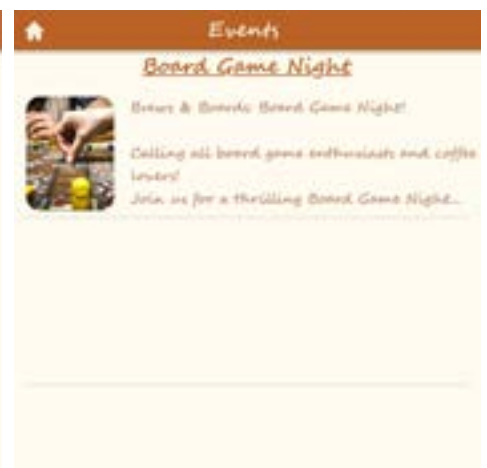 Events
Board Game Night
Brews & Boards Board Game Night!
Calling all board game enthusiasts and coffee
lovers!
Join us for a thrilling Board Game Night...